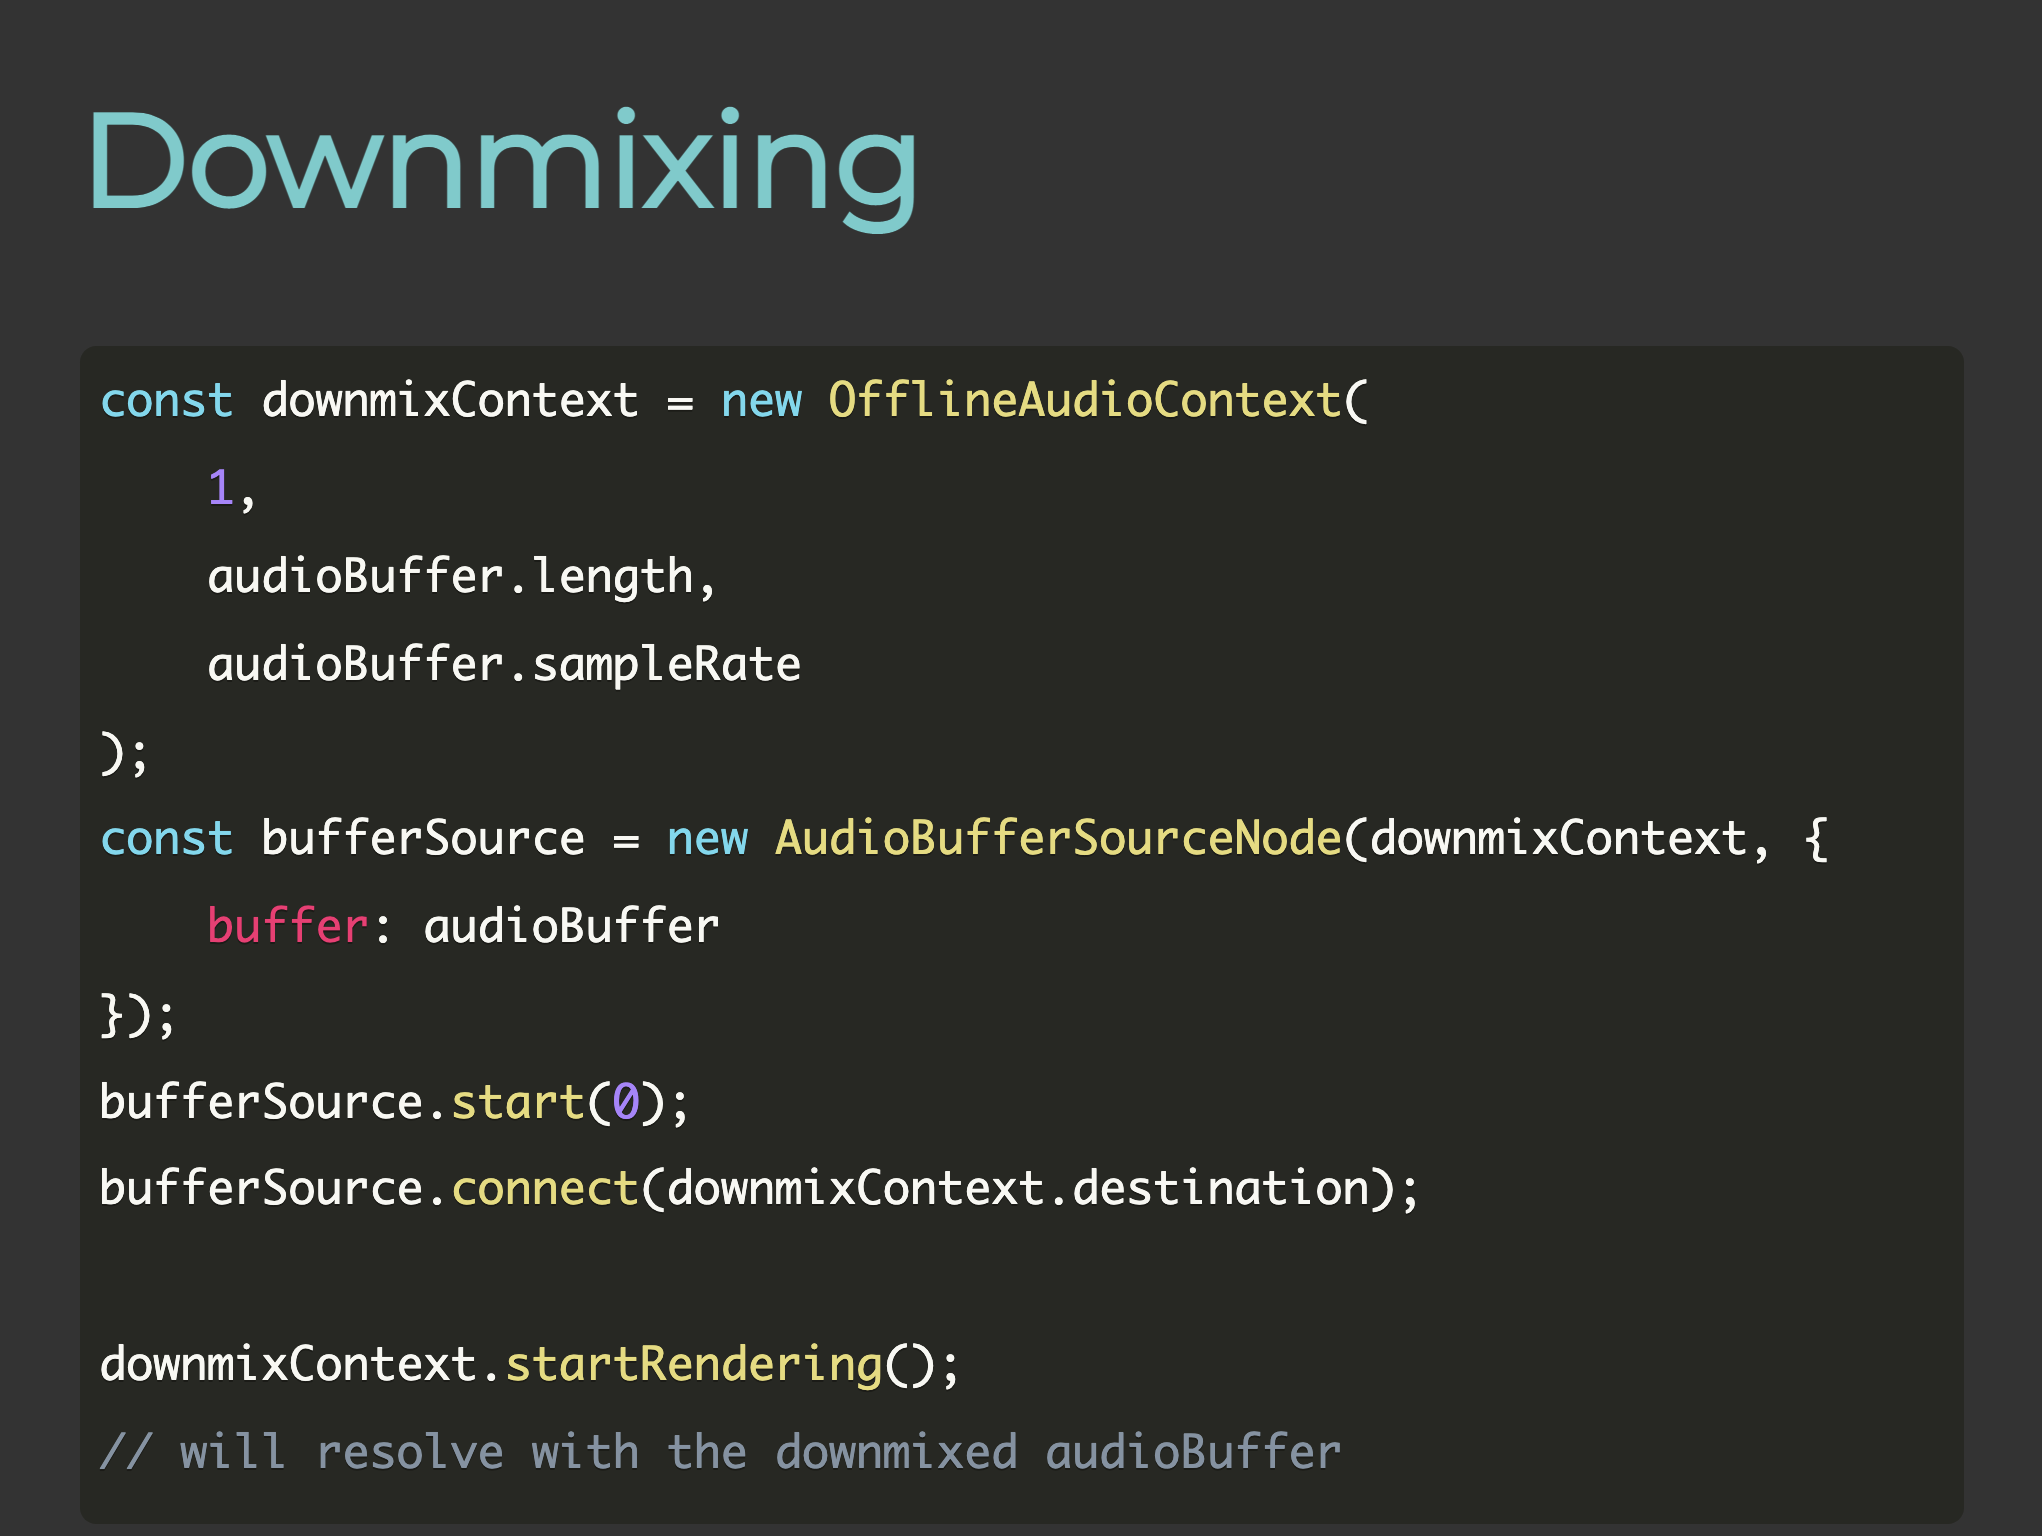 Downmixing
const downmixContext = new OfflineAudioContext(
    1,
    audioBuffer.length,
    audioBuffer.sampleRate
);
const bufferSource = new AudioBufferSourceNode(downmixContext, {
    buffer: audioBuffer
});
bufferSource.start(0);
bufferSource.connect(downmixContext.destination);
downmixContext.startRendering();
// will resolve with the downmixed audioBuffer